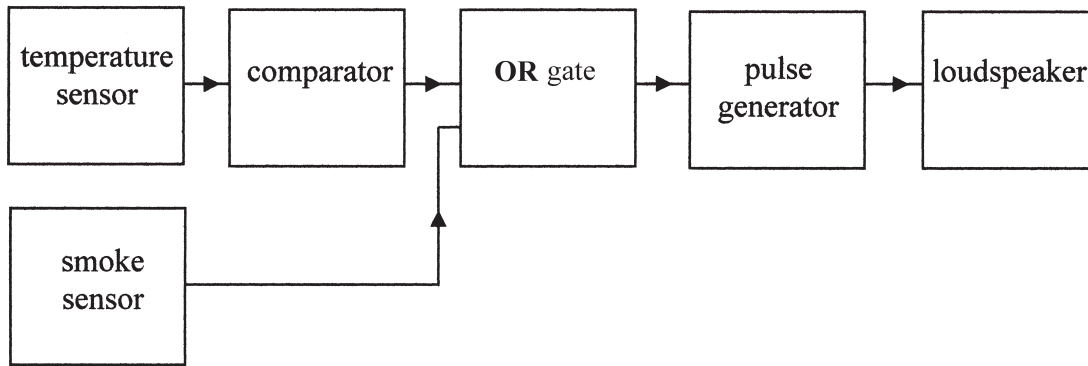 temperature
sensor
comparator
OR gate
pulse
generator
loudspeaker
smoke
sensor